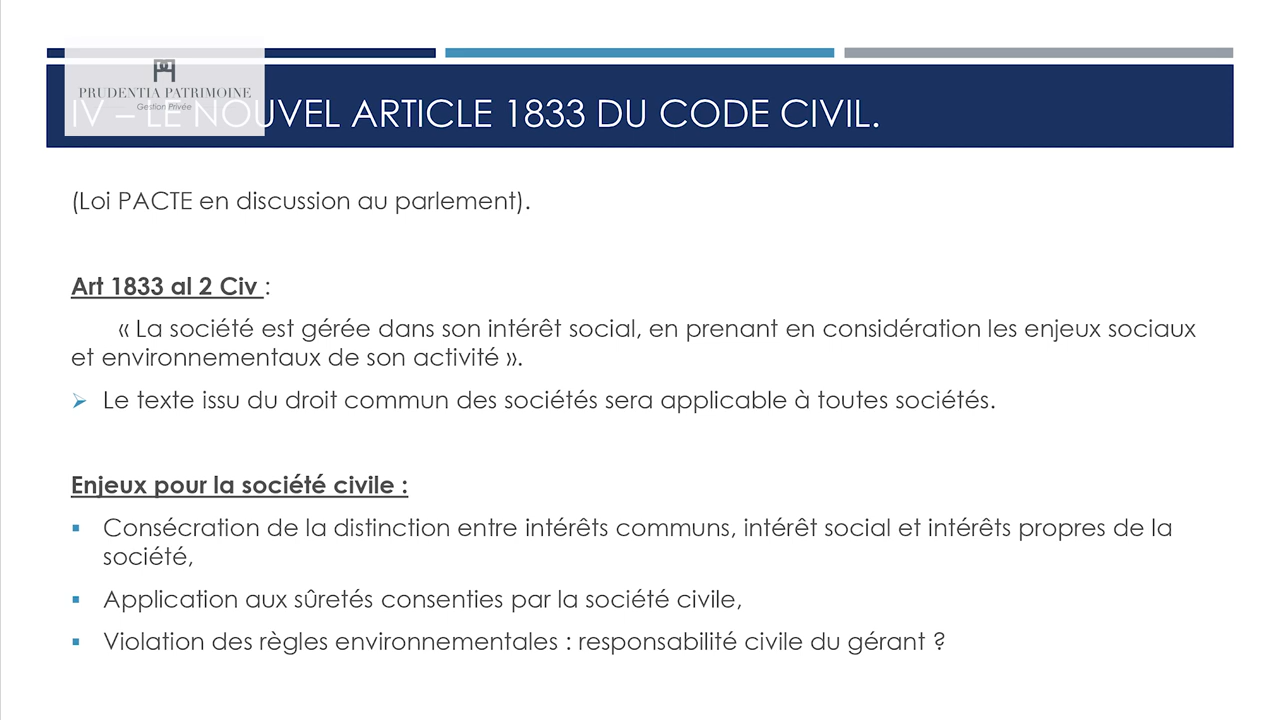 PRUDENTIA PATRIMOINE
Gestion Privée
IV – LE NOUVEL ARTICLE 1833 DU CODE CIVIL.
(Loi PACTE en discussion au parlement).
Art 1833 al 2 Civ :
« La société est gérée dans son intérêt social, en prenant en considération les enjeux sociaux
et environnementaux de son activité ».
Le texte issu du droit commun des sociétés sera applicable à toutes sociétés.
Enjeux pour la société civile :
Consécration de la distinction entre intérêts communs, intérêt social et intérêts propres de la
société,
Application aux sûretés consenties par la société civile,
Violation des règles environnementales : responsabilité civile du gérant ?